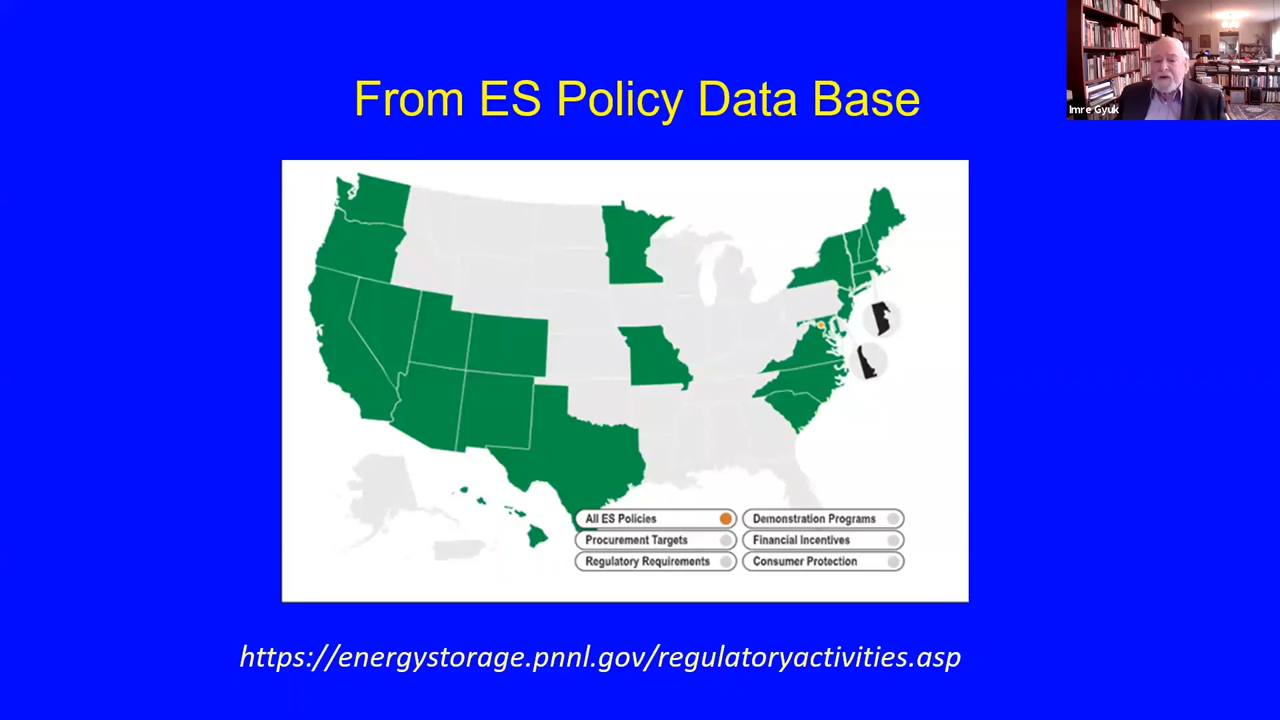 Imre Gyuk
From ES Policy Data Base
All ES Policies
Demonstration Programs
Procurement Targets
Financial Incentives
Regulatory Requirements
Consumer Protection
https://energystorage.pnnl.gov/regulatoryactivities.asp